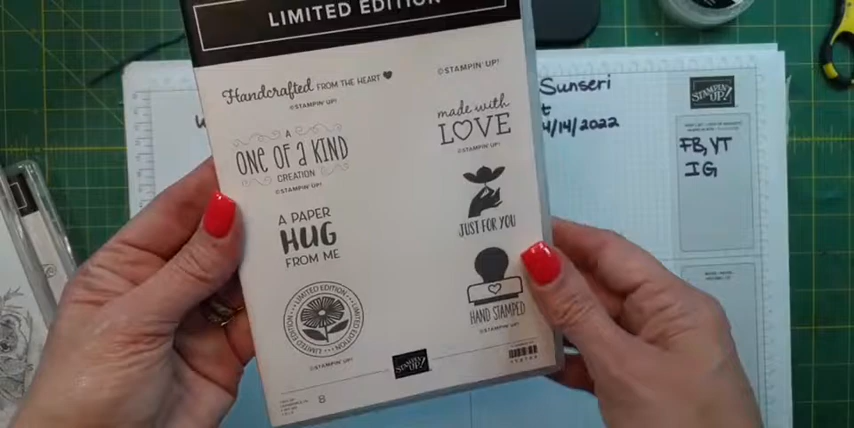 LIMITED EDITION
Handcrafted FROM THE HEART
©STAMPIN' UP!
©STAMPIN' UP!
A
ONE OF A KIND
CREATION
©STAMPIN' UP!
made with
LOVE
©STAMPIN' UP!
A PAPER
HUG
FROM ME
JUST FOR YOU
LIMITED EDITION LIMITED EDITION LIMITED EDITION
©STAMPIN' UP!
HAND STAMPED
©STAMPIN' UP!
STAMPIN' UP!
8
Sunseri
t
4/14/2022
STAMPIN' UP!
FB, YT
IG